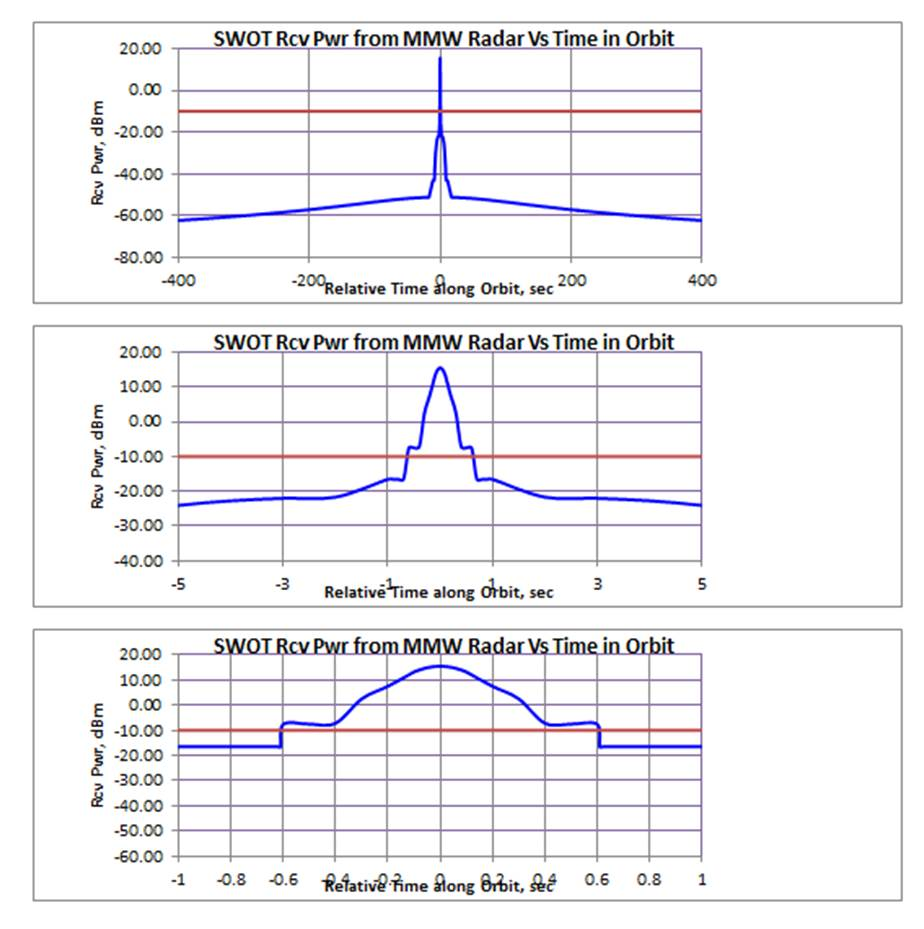 SWOT Rcv Pwr from MMW Radar Vs Time in Orbit
20.00
0.00
-20.00
-40.00
-60.00
-80.00
Rcv Pwr, dBm
-400 -200 0 200 400
Relative Time along Orbit, sec
SWOT Rcv Pwr from MMW Radar Vs Time in Orbit
20.00
10.00
0.00
-10.00
-20.00
-30.00
-40.00
Rcv Pwr, dBm
-5 -3 -1 1 3 5
Relative Time along Orbit, sec
SWOT Rcv Pwr from MMW Radar Vs Time in Orbit
20.00
10.00
0.00
-10.00
-20.00
-30.00
-40.00
-50.00
-60.00
Rcv Pwr, dBm
-1 -0.8 -0.6 -0.4 -0.2 0 0.2 0.4 0.6 0.8 1
Relative Time along Orbit, sec